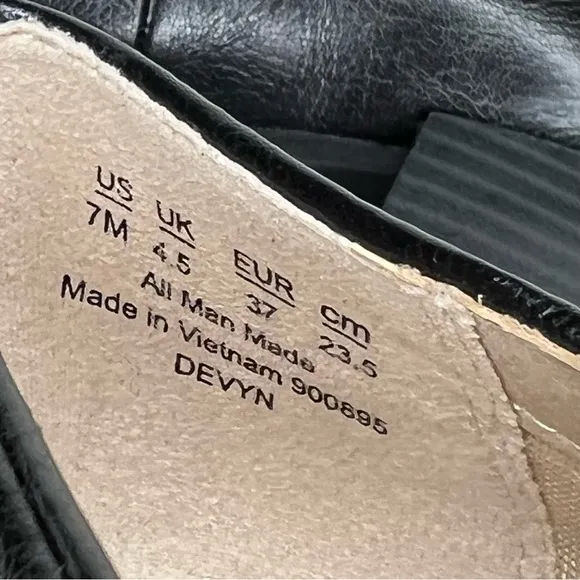 US UK EUR cm
7M 4.5 37 23.5
All Man Made
Made in Vietnam 900895
DEVYN